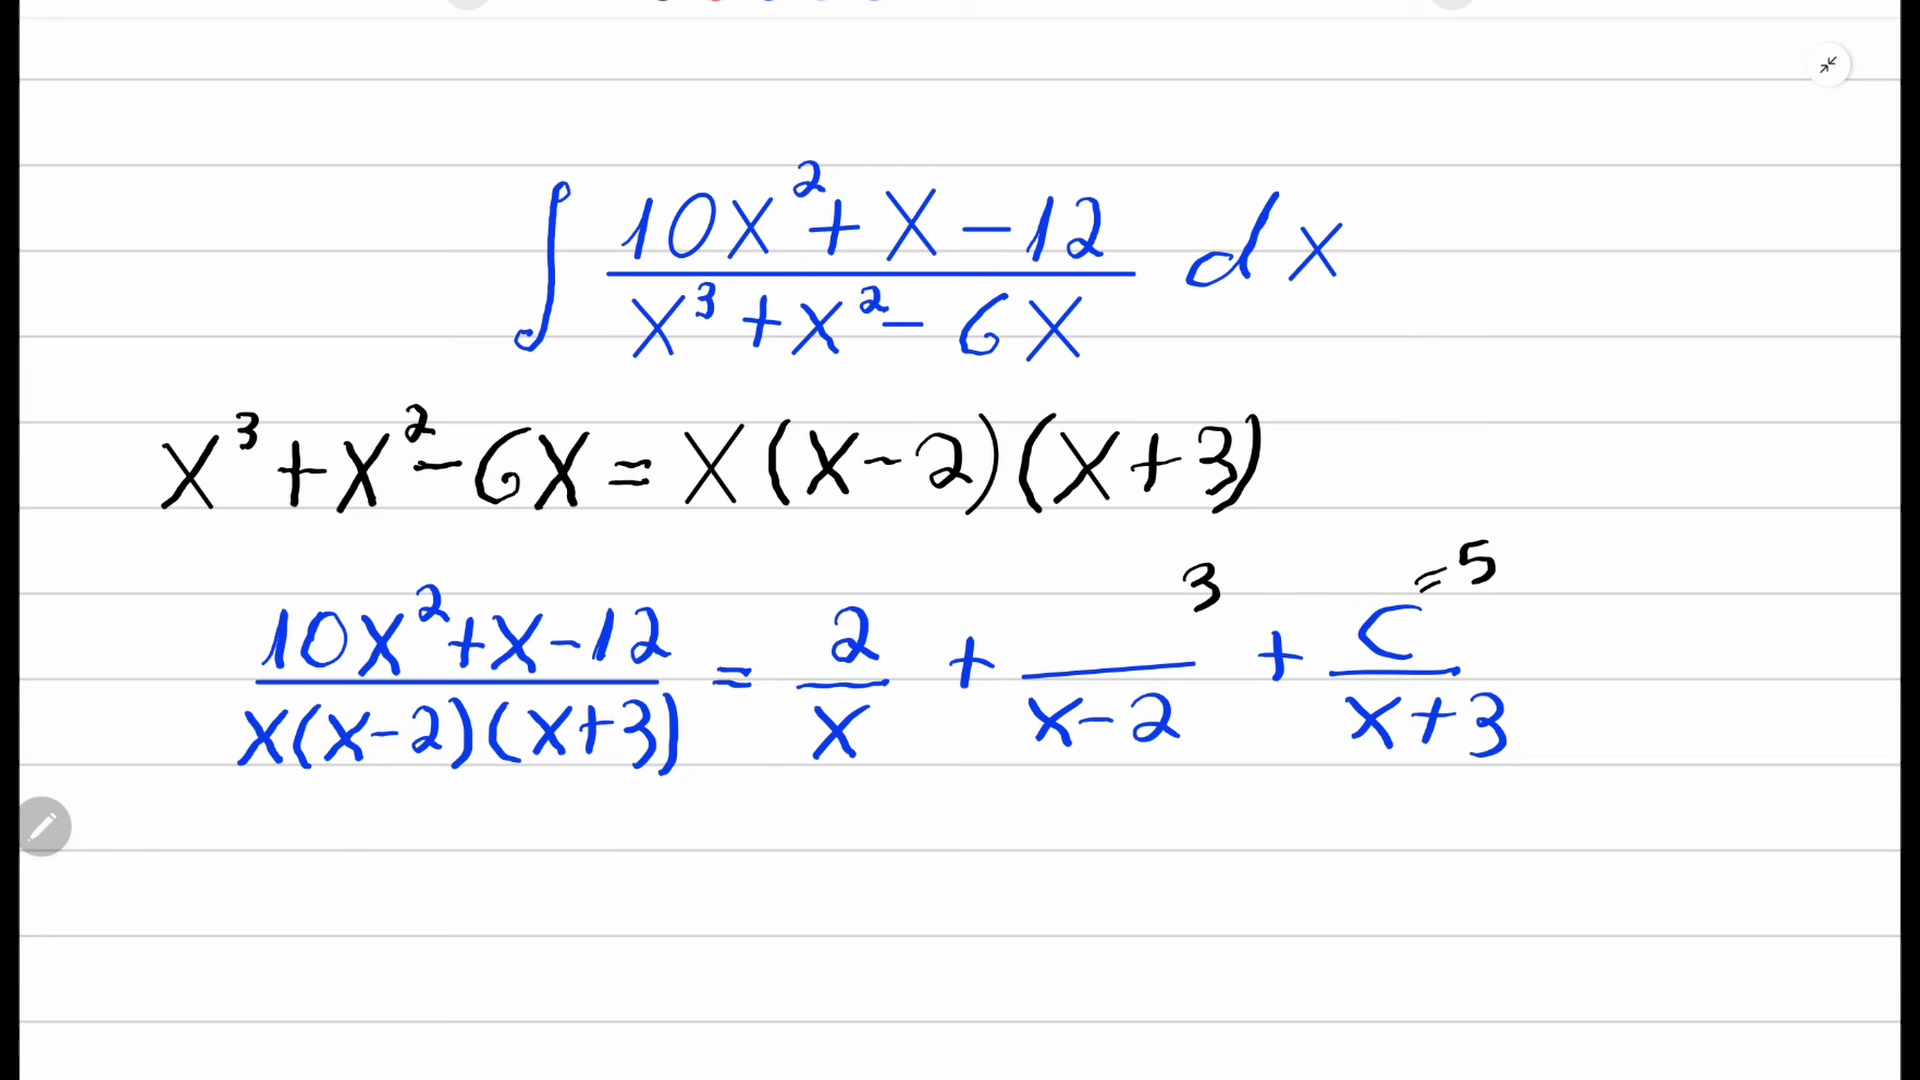 ∫ (10x² + x − 12)/(x³ + x² − 6x) dx
x³ + x² − 6x = x(x−2)(x+3)
3 = 5
(10x² + x − 12)/(x(x−2)(x+3)) = 2/x + /(x−2) + C/(x+3)